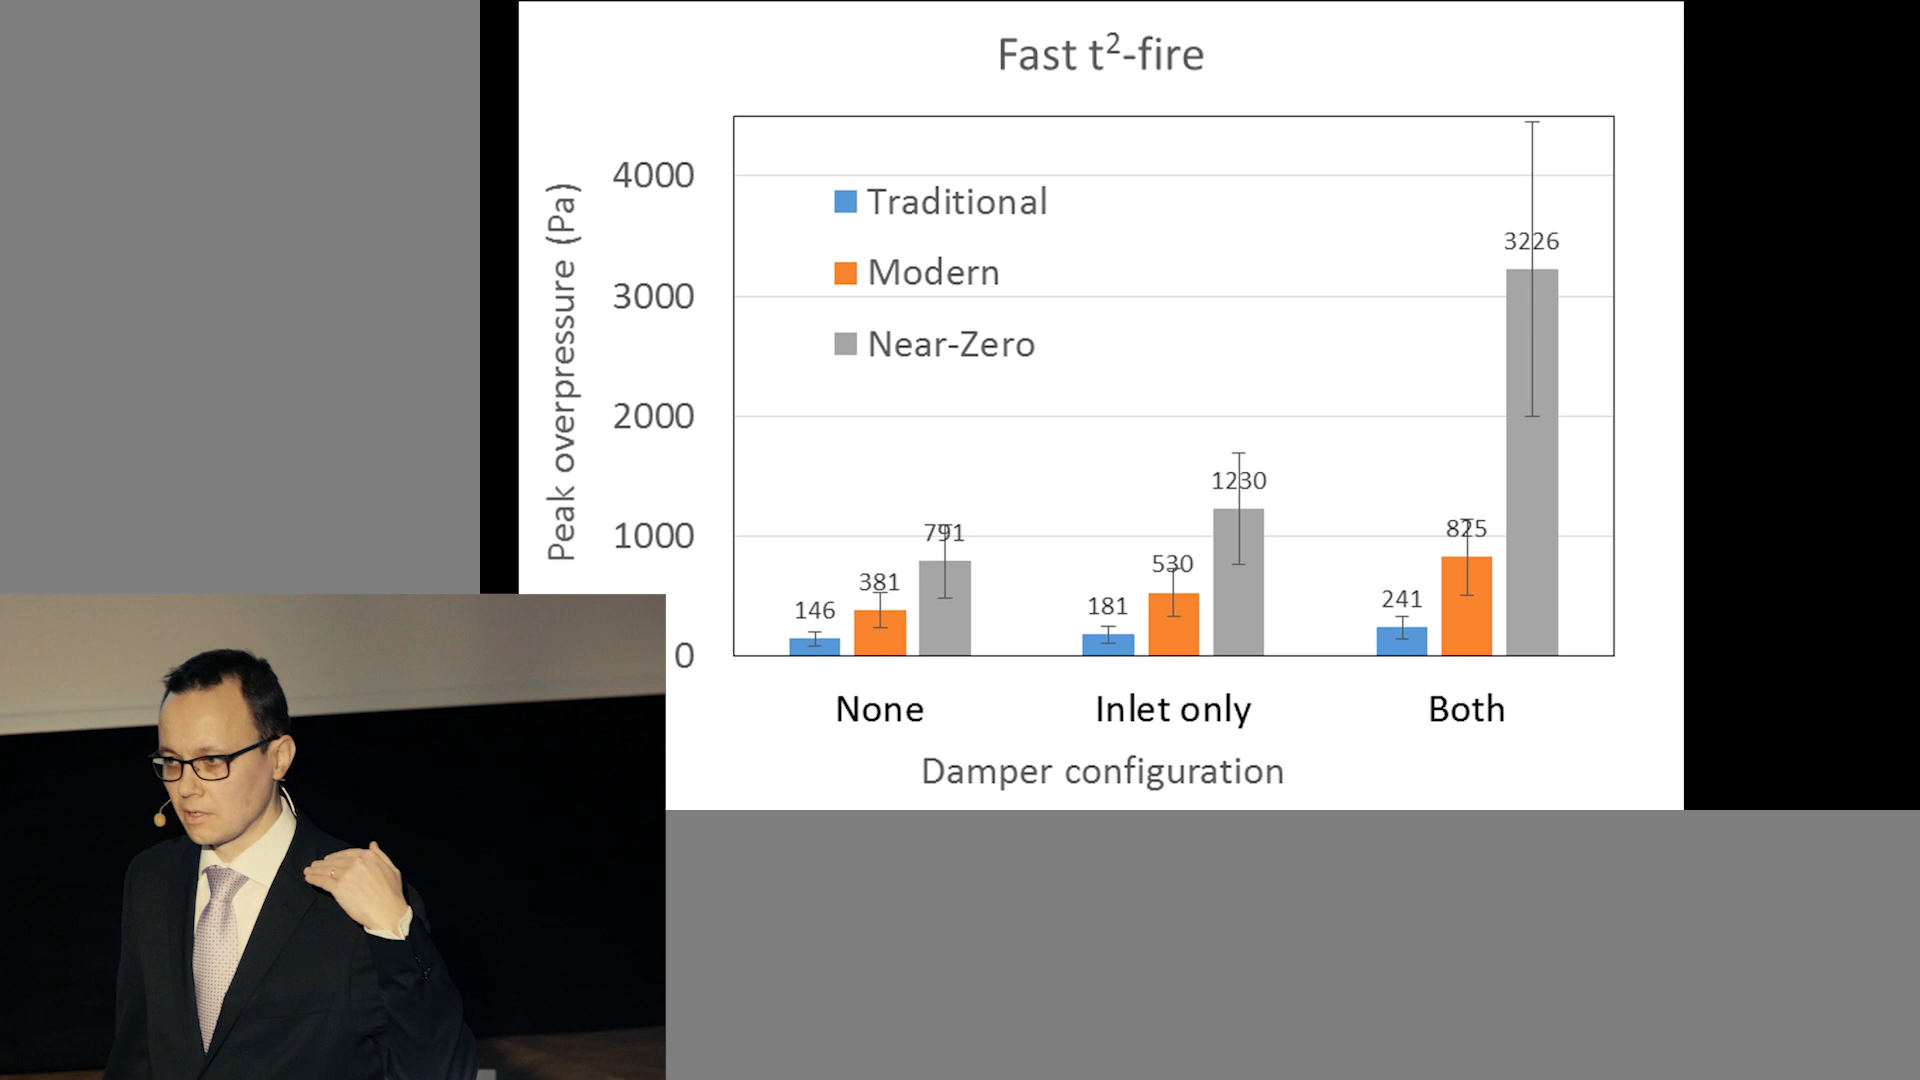 Fast t²-fire
Peak overpressure (Pa)
4000
3000
2000
1000
0
Traditional
Modern
Near-Zero
146
381
791
181
530
1230
241
825
3226
None
Inlet only
Both
Damper configuration